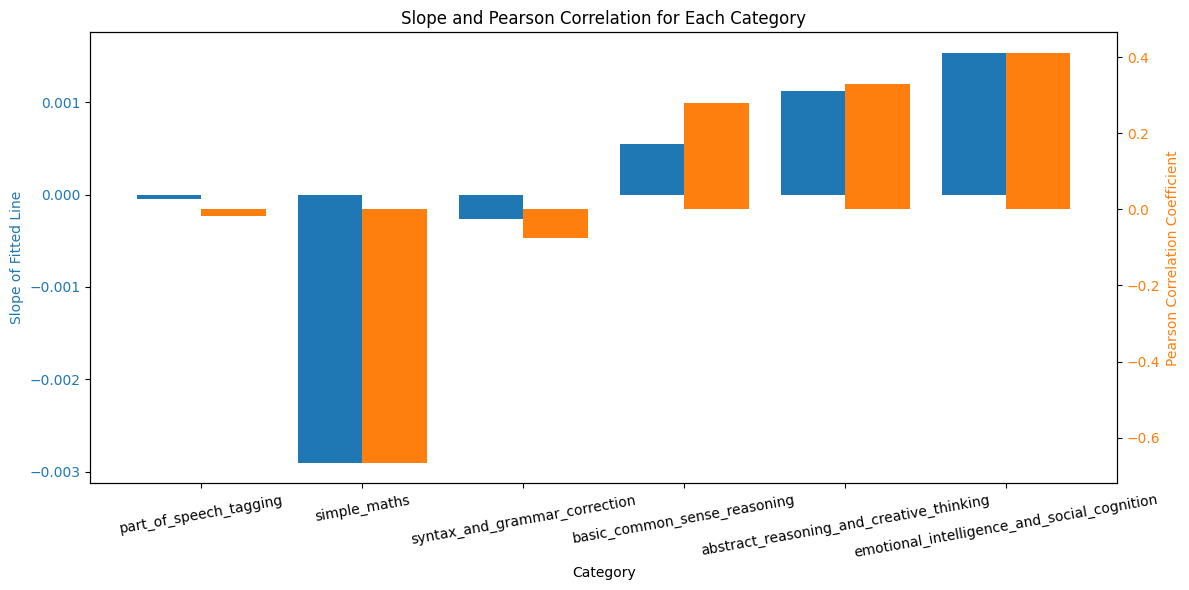 Slope and Pearson Correlation for Each Category
Slope of Fitted Line
0.001
0.000
−0.001
−0.002
−0.003
0.4
0.2
0.0
−0.2
−0.4
−0.6
Pearson Correlation Coefficient
part_of_speech_tagging
simple_maths
syntax_and_grammar_correction
basic_common_sense_reasoning
abstract_reasoning_and_creative_thinking
emotional_intelligence_and_social_cognition
Category